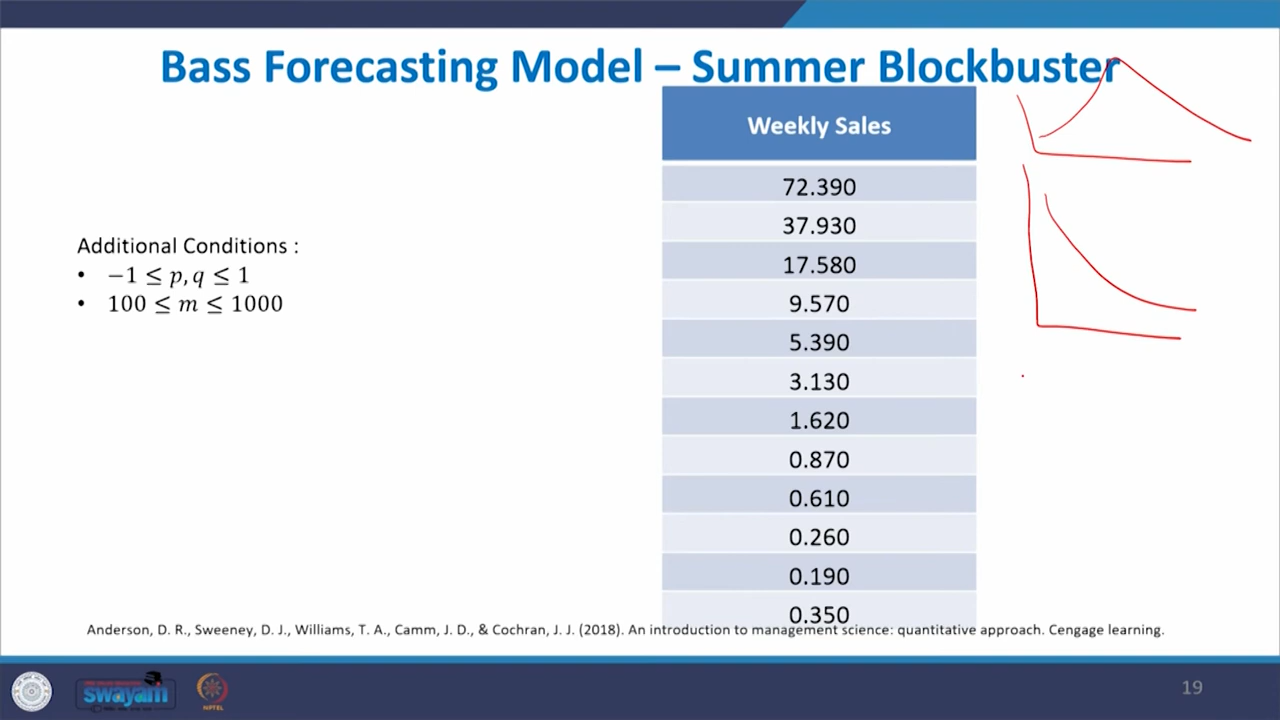 Bass Forecasting Model – Summer Blockbuster
Weekly Sales
72.390
37.930
17.580
9.570
5.390
3.130
1.620
0.870
0.610
0.260
0.190
0.350
Additional Conditions :
• −1 ≤ p, q ≤ 1
• 100 ≤ m ≤ 1000
Anderson, D. R., Sweeney, D. J., Williams, T. A., Camm, J. D., & Cochran, J. J. (2018). An introduction to management science: quantitative approach. Cengage learning.
swayam
NPTEL
19